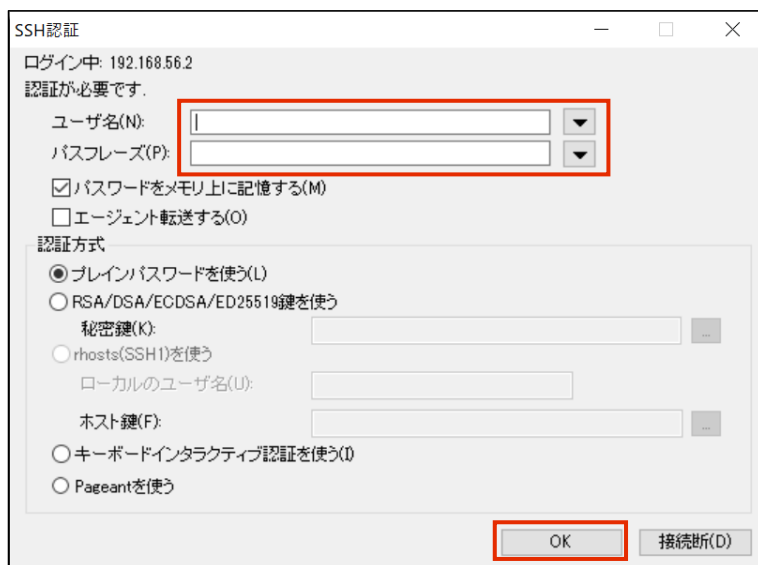 SSH認証
ログイン中: 192.168.56.2
認証が必要です.
ユーザ名(N):
パスフレーズ(P):
パスワードをメモリ上に記憶する(M)
エージェント転送する(O)
認証方式
プレインパスワードを使う(L)
RSA/DSA/ECDSA/ED25519鍵を使う
秘密鍵(K):
...
rhosts(SSH1)を使う
ローカルのユーザ名(U):
ホスト鍵(F):
...
キーボードインタラクティブ認証を使う(I)
Pageantを使う
OK 接続断(D)